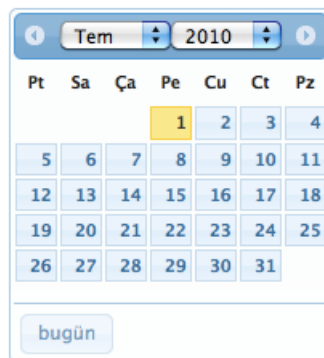 Tem 2010
Pt Sa Ça Pe Cu Ct Pz
1 2 3 4
5 6 7 8 9 10 11
12 13 14 15 16 17 18
19 20 21 22 23 24 25
26 27 28 29 30 31
bugün